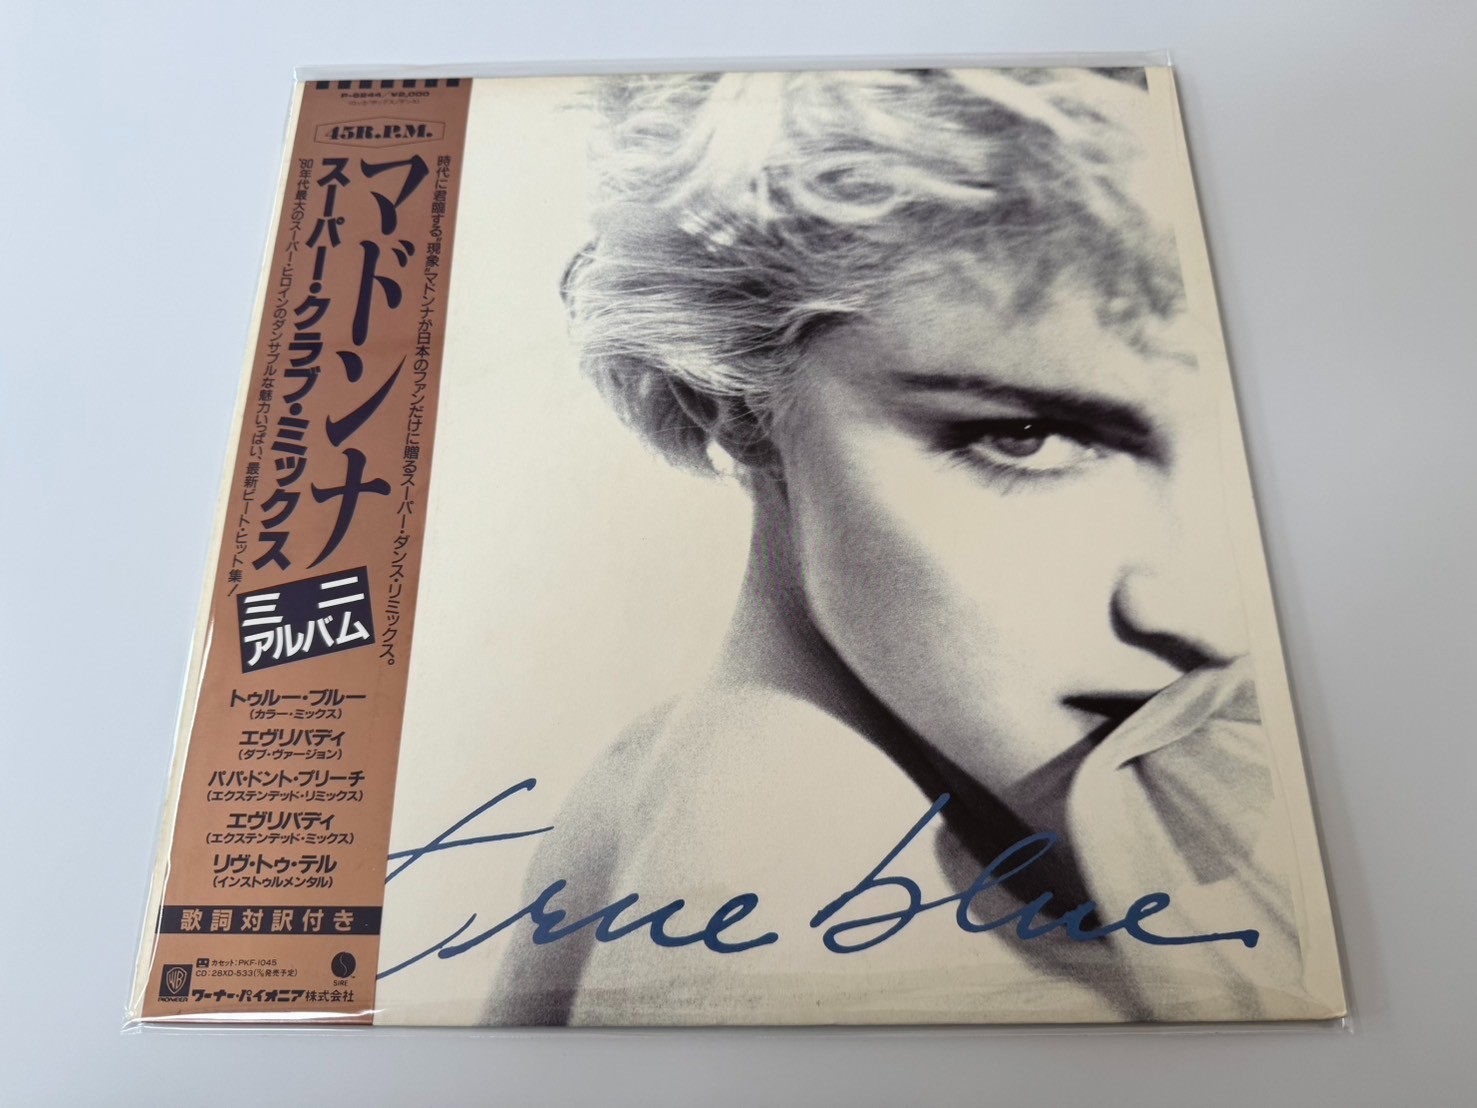 P-6244/¥2,000
45R.P.M.
時代に君臨する“現象”マドンナが日本のファンだけに贈るスーパー・ダンス・リミックス。
マドンナ
スーパー・クラブ・ミックス
'80年代最大のスーパー・ヒロインのダンサブルな魅力いっぱい、最新ビート・ヒット集!
ミニ
アルバム
トゥルー・ブルー
(カラー・ミックス)
エヴリバディ
(ダブ・ヴァージョン)
パパ・ドント・プリーチ
(エクステンデッド・リミックス)
エヴリバディ
(エクステンデッド・ミックス)
リヴ・トゥ・テル
(インストゥルメンタル)
歌詞対訳付き
カセット:PKF-1045
CD:28XD-533
WB
PIONEER
SIRE
ワーナー・パイオニア株式会社
true blue